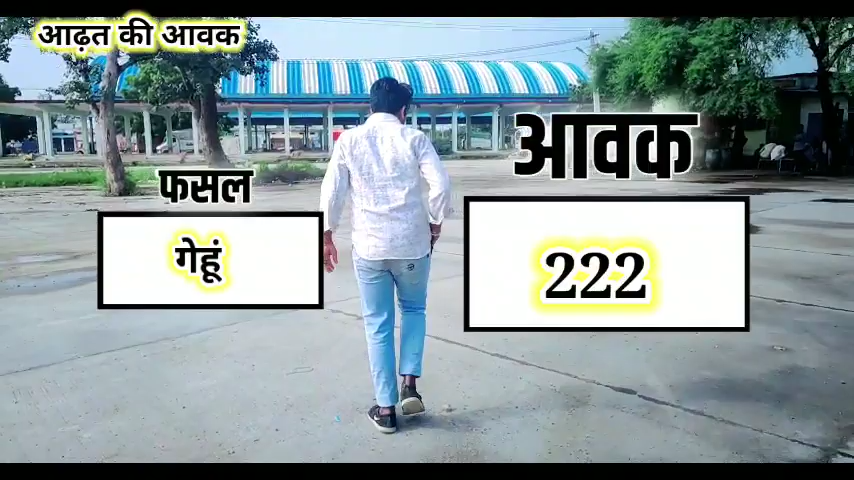 आढ़त की आवक
आवक
फसल
गेहूं
222